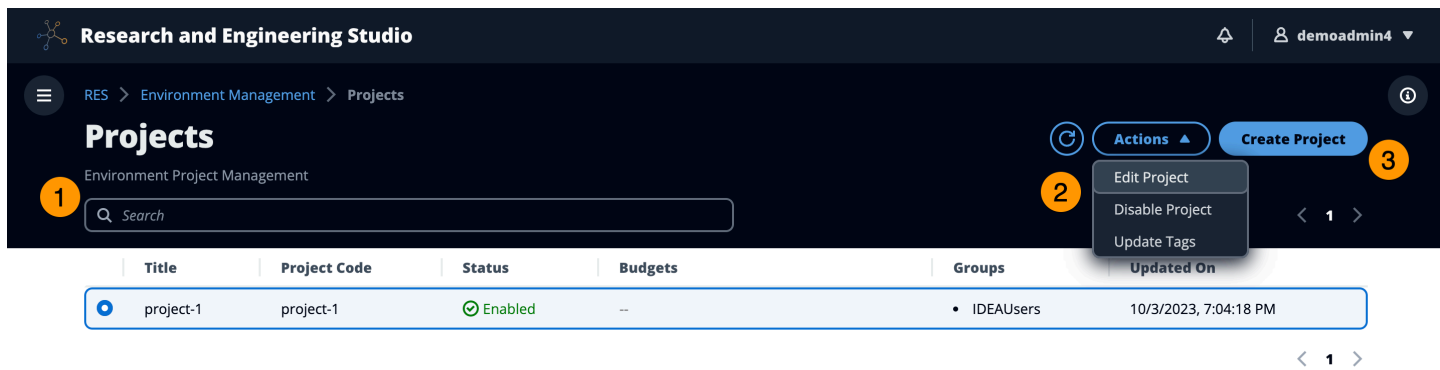 Research and Engineering Studio demoadmin4
RES > Environment Management > Projects
Projects
Actions Create Project
3
Environment Project Management
Edit Project
1
2
Search
Disable Project
< 1 >
Update Tags
Title Project Code Status Budgets Groups Updated On
project-1 project-1 Enabled -- • IDEAUsers 10/3/2023, 7:04:18 PM
< 1 >